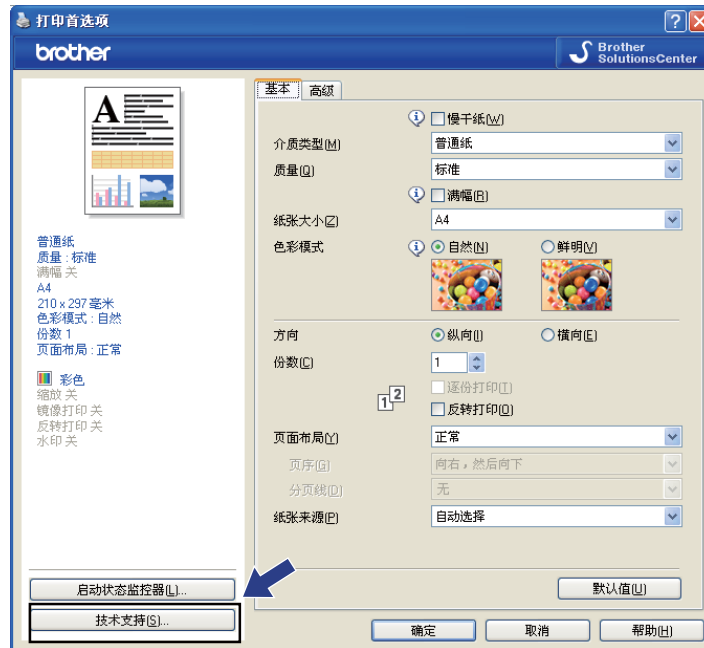 打印首选项
brother
Brother
SolutionsCenter
A
普通纸
质量 : 标准
满幅 关
A4
210 x 297 毫米
色彩模式 : 自然
份数 1
页面布局 : 正常
彩色
缩放 关
镜像打印 关
反转打印 关
水印 关
启动状态监控器(L)...
技术支持(S)...
基本 高级
慢干纸(W)
介质类型(M) 普通纸
质量(Q) 标准
满幅(R)
纸张大小(Z) A4
色彩模式 自然(N) 鲜明(V)
方向 纵向(I) 横向(E)
份数(C) 1
逐份打印(T)
12
反转打印(O)
页面布局(Y) 正常
页序(G) 向右，然后向下
分页线(D) 无
纸张来源(P) 自动选择
默认值(U)
确定 取消 帮助(H)